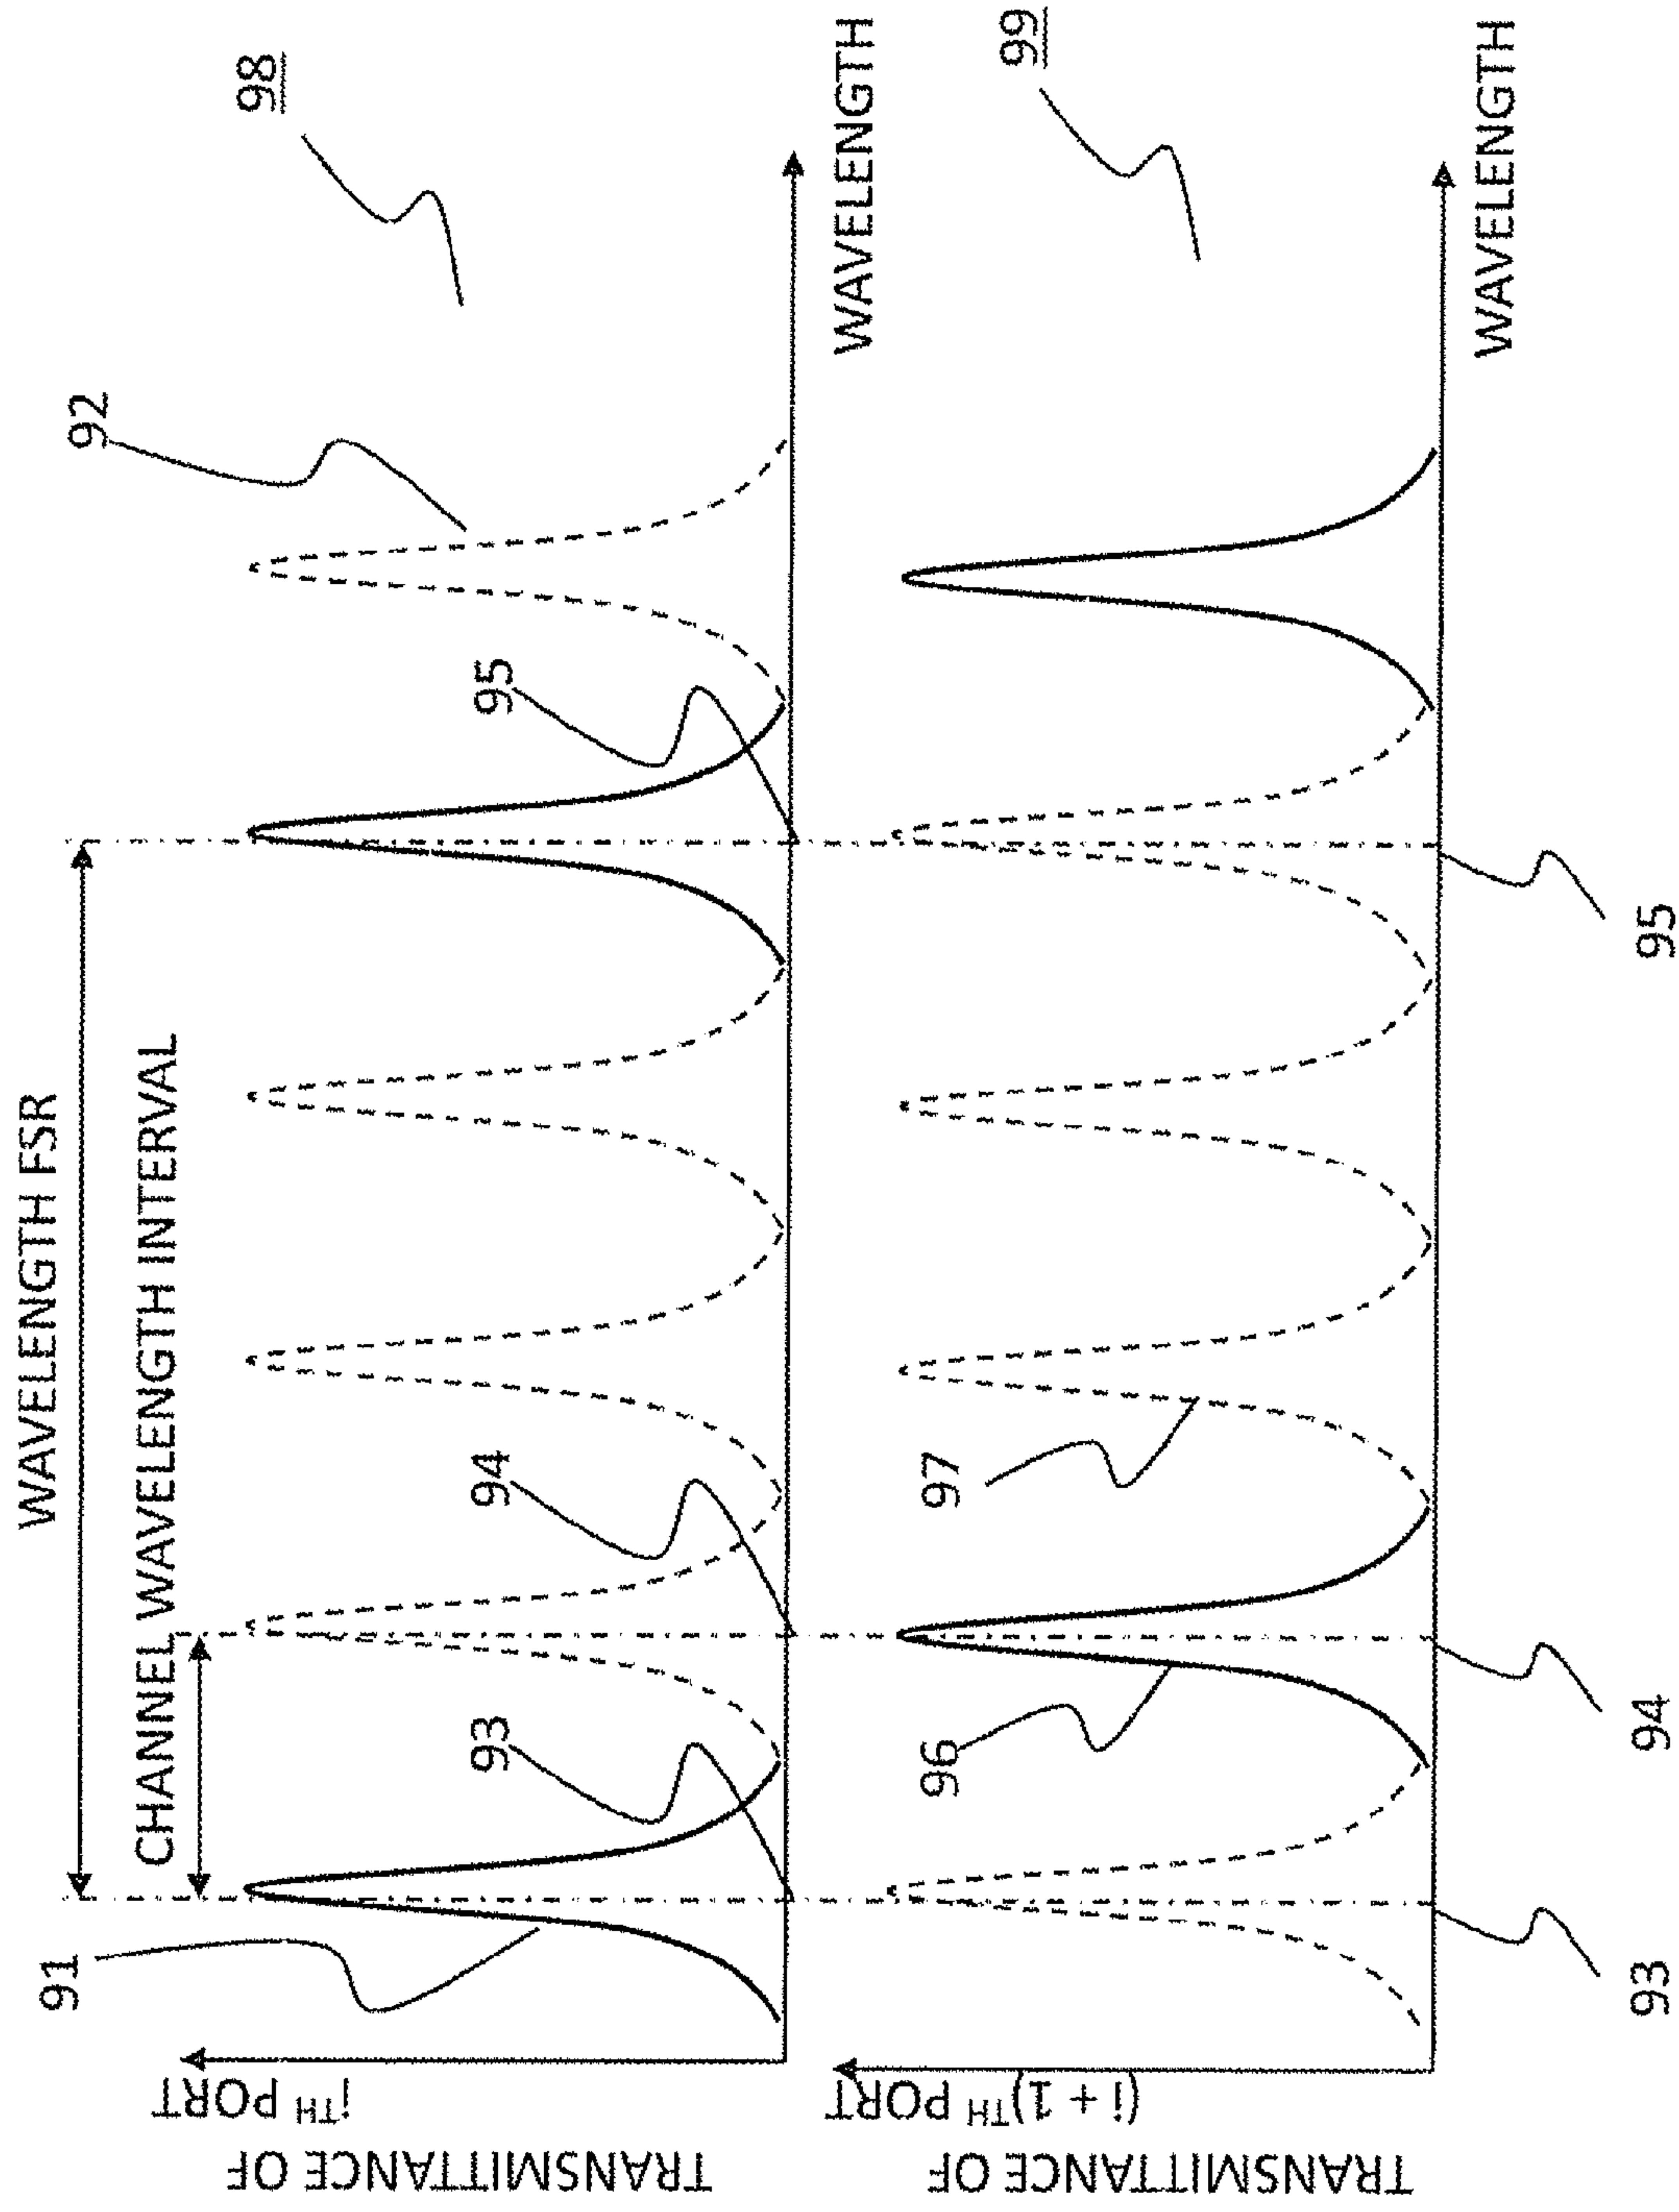 WAVELENGTH FSR
CHANNEL WAVELENGTH INTERVAL
91
93
94
95
92
98
TRANSMITTANCE OF
iTH PORT
WAVELENGTH
96
97
99
TRANSMITTANCE OF
(i + 1)TH PORT
WAVELENGTH
93
94
95